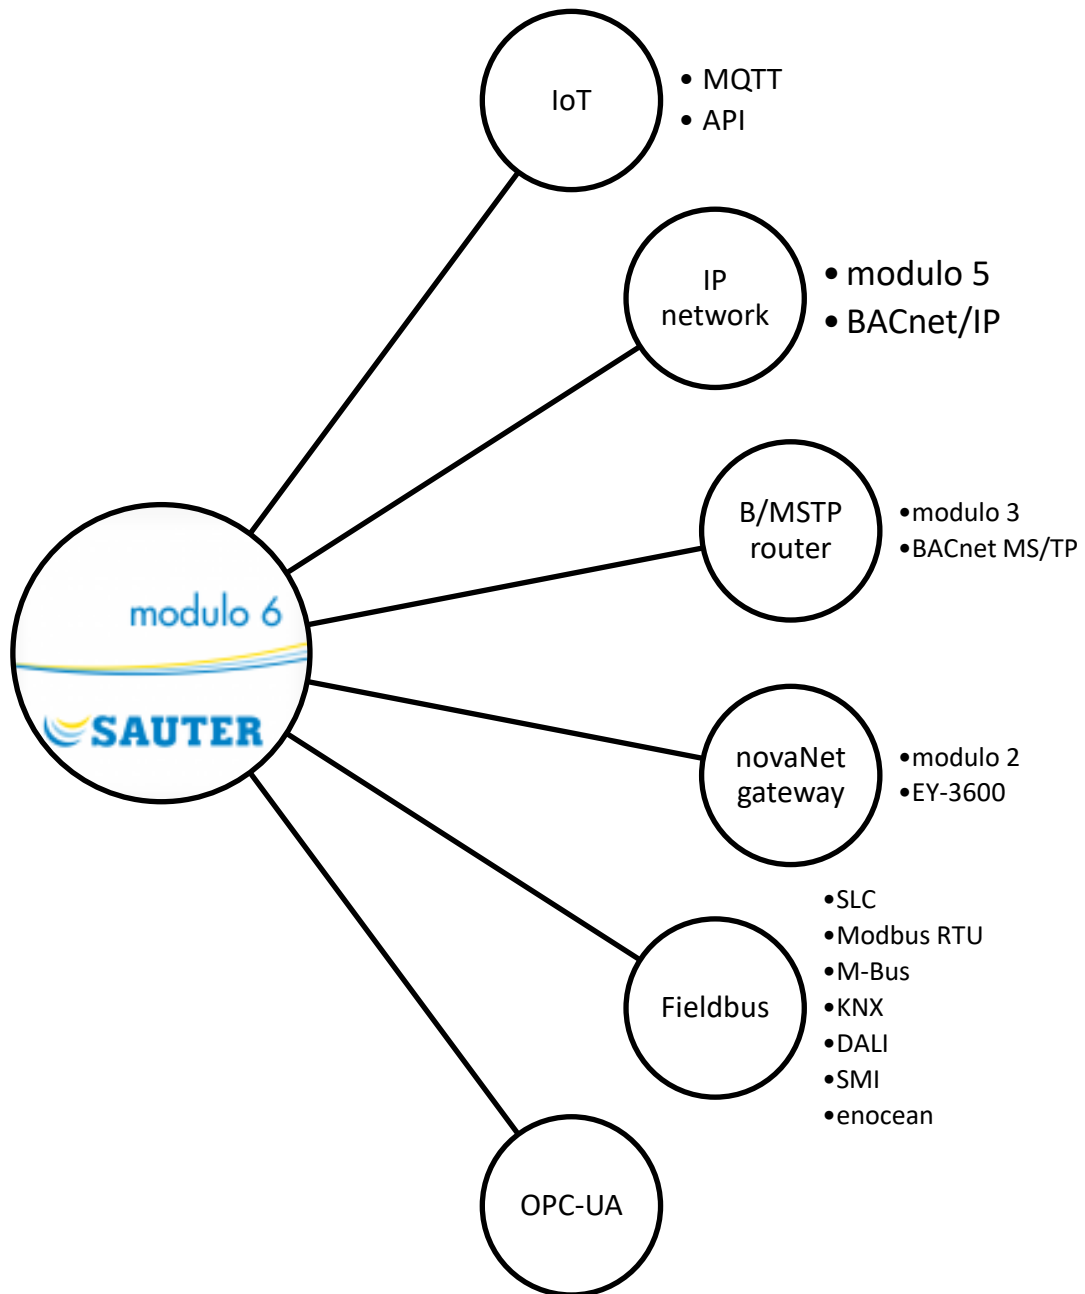 IoT
• MQTT
• API
IP
network
• modulo 5
• BACnet/IP
B/MSTP
router
•modulo 3
•BACnet MS/TP
modulo 6
SAUTER
novaNet
gateway
•modulo 2
•EY-3600
Fieldbus
•SLC
•Modbus RTU
•M-Bus
•KNX
•DALI
•SMI
•enocean
OPC-UA